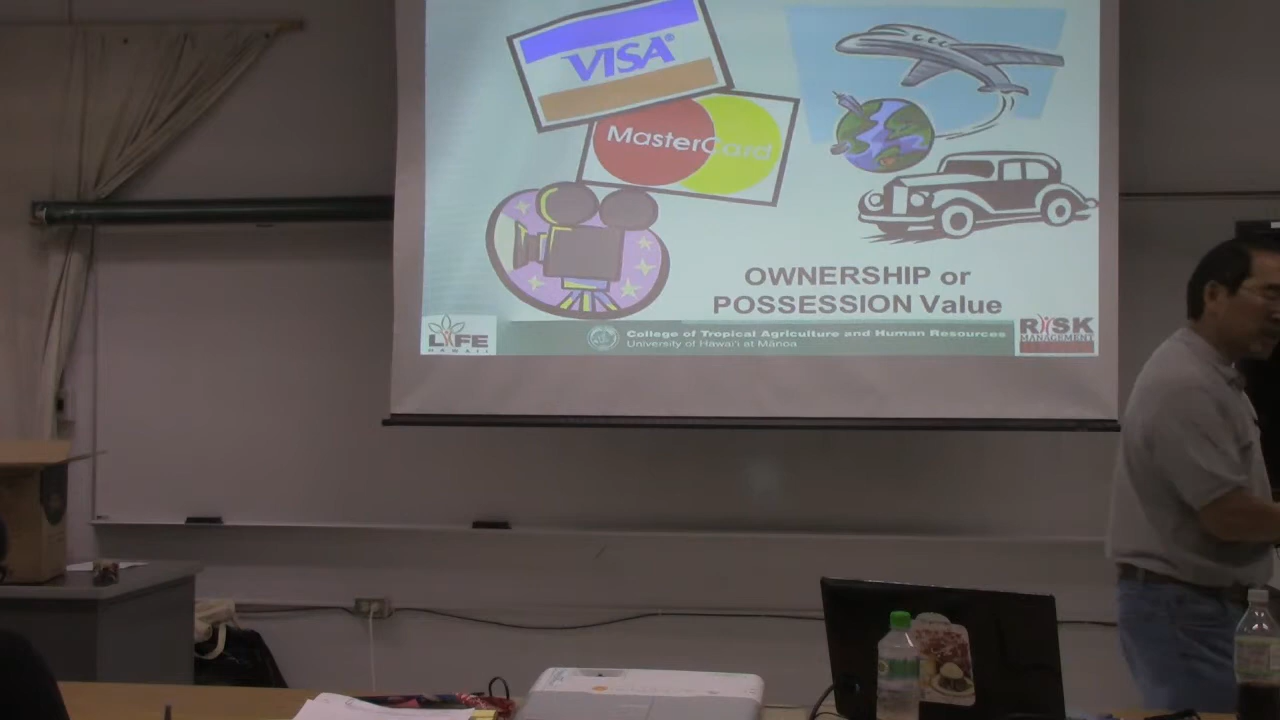 VISA
MasterCard
OWNERSHIP or
POSSESSION Value
LIFE
HAWAII
College of Tropical Agriculture and Human Resources
University of Hawai'i at Mānoa
RISK
MANAGEMENT